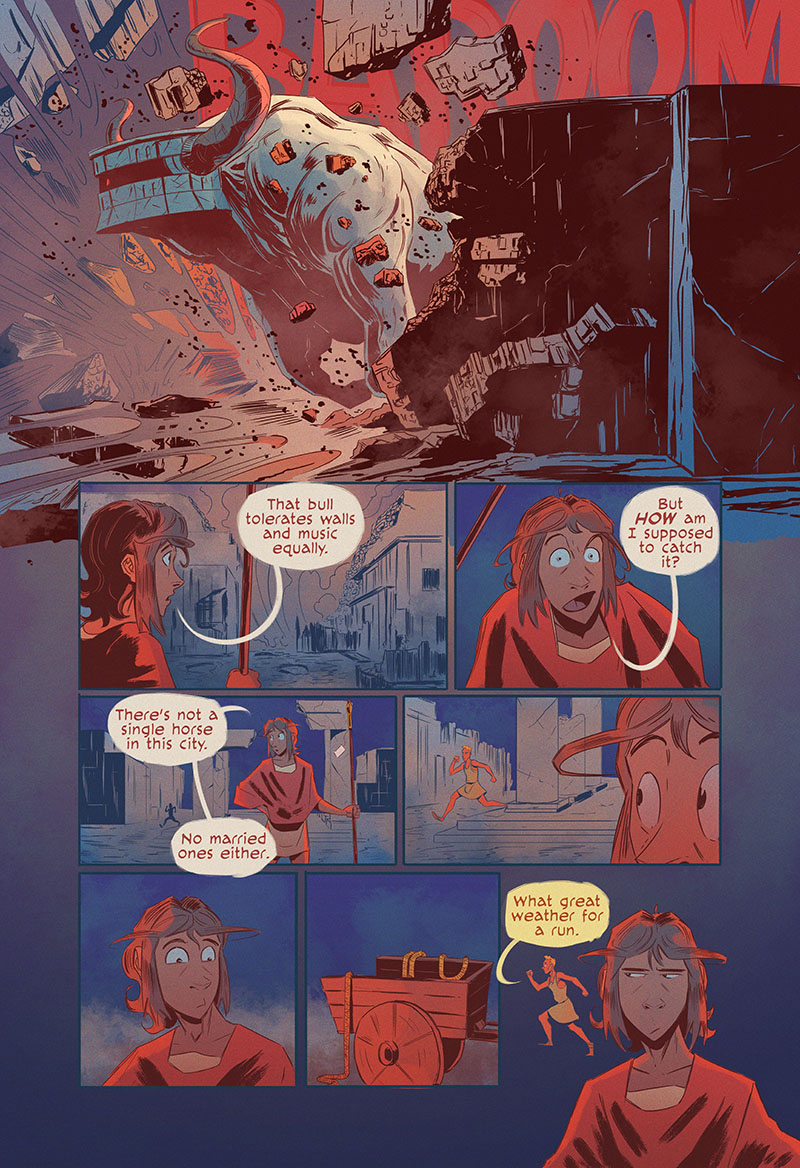 BABOOM
That bull
tolerates walls
and music
equally.
But
HOW am
I supposed
to catch
it?
There's not a
single horse
in this city.
No married
ones either.
What great
weather for
a run.